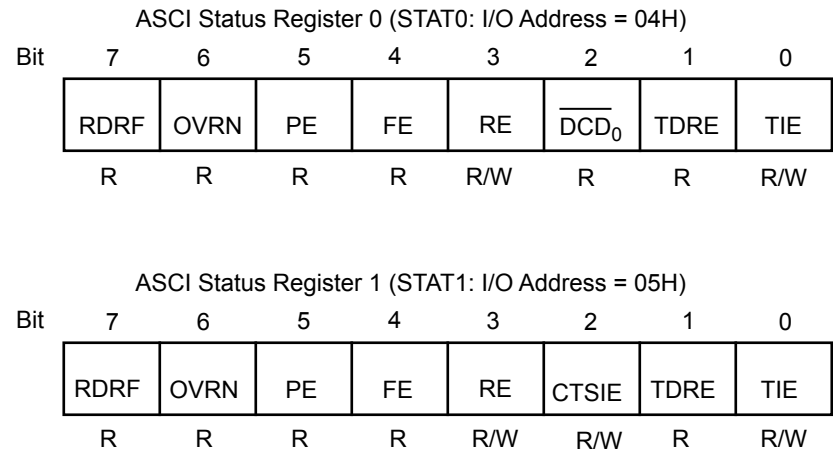 ASCI Status Register 0 (STAT0: I/O Address = 04H)
Bit 7 6 5 4 3 2 1 0
RDRF OVRN PE FE RE D̅C̅D̅₀ TDRE TIE
R R R R R/W R R R/W
ASCI Status Register 1 (STAT1: I/O Address = 05H)
Bit 7 6 5 4 3 2 1 0
RDRF OVRN PE FE RE CTSIE TDRE TIE
R R R R R/W R/W R R/W